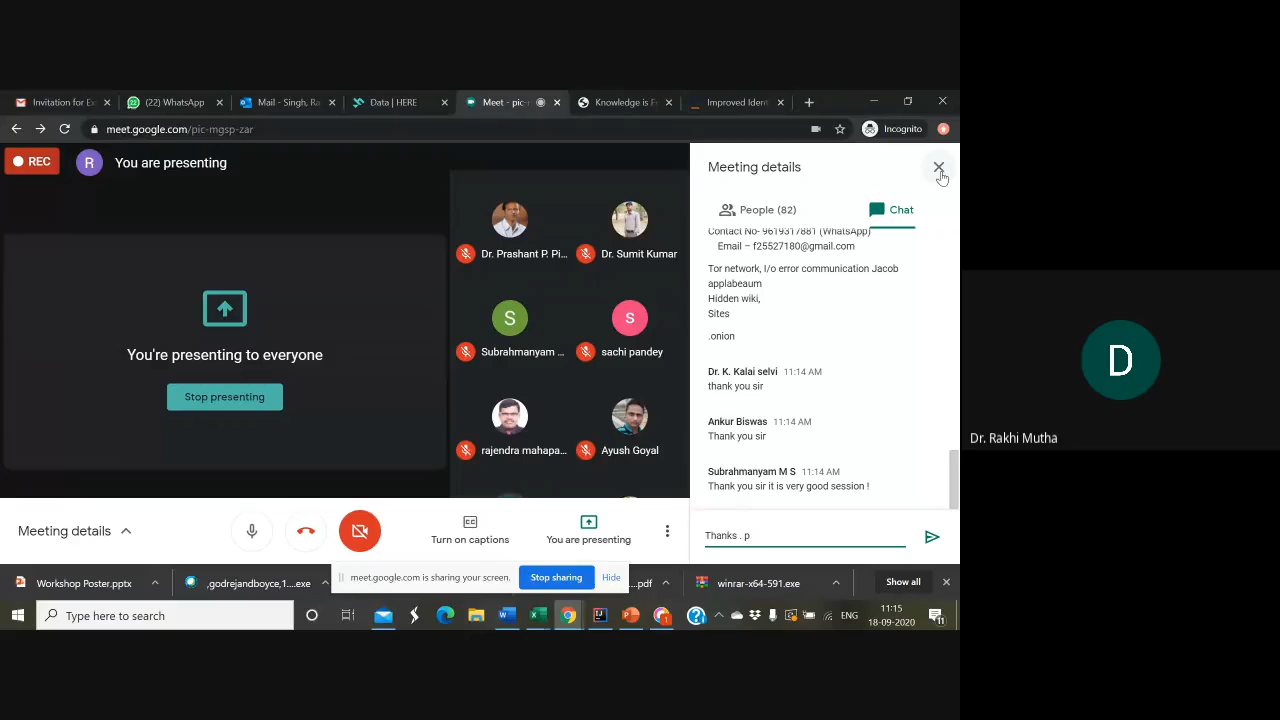 Invitation for Ex
(22) WhatsApp
Mail - Singh, Ra
Data | HERE
Meet - pic-
Knowledge is F
Improved Ident
meet.google.com/pic-mgsp-zar
Incognito
REC
R
You are presenting
Meeting details
People (82)
Chat
Contact No- 9619317881 (WhatsApp)
Email – f25527180@gmail.com
Tor network, I/o error communication Jacob
applabeaum
Hidden wiki,
Sites
.onion
Dr. K. Kalai selvi 11:14 AM
thank you sir
Ankur Biswas 11:14 AM
Thank you sir
Subrahmanyam M S 11:14 AM
Thank you sir it is very good session !
Thanks . p
Dr. Prashant P. Pi...
Dr. Sumit Kumar
S
s
Subrahmanyam ...
sachi pandey
rajendra mahapa...
Ayush Goyal
You're presenting to everyone
Stop presenting
Meeting details
Turn on captions
You are presenting
meet.google.com is sharing your screen.
Stop sharing
Hide
Workshop Poster.pptx
,godrejandboyce,1....exe
....pdf
winrar-x64-591.exe
Show all
Type here to search
ENG
11:15
18-09-2020
D
Dr. Rakhi Mutha